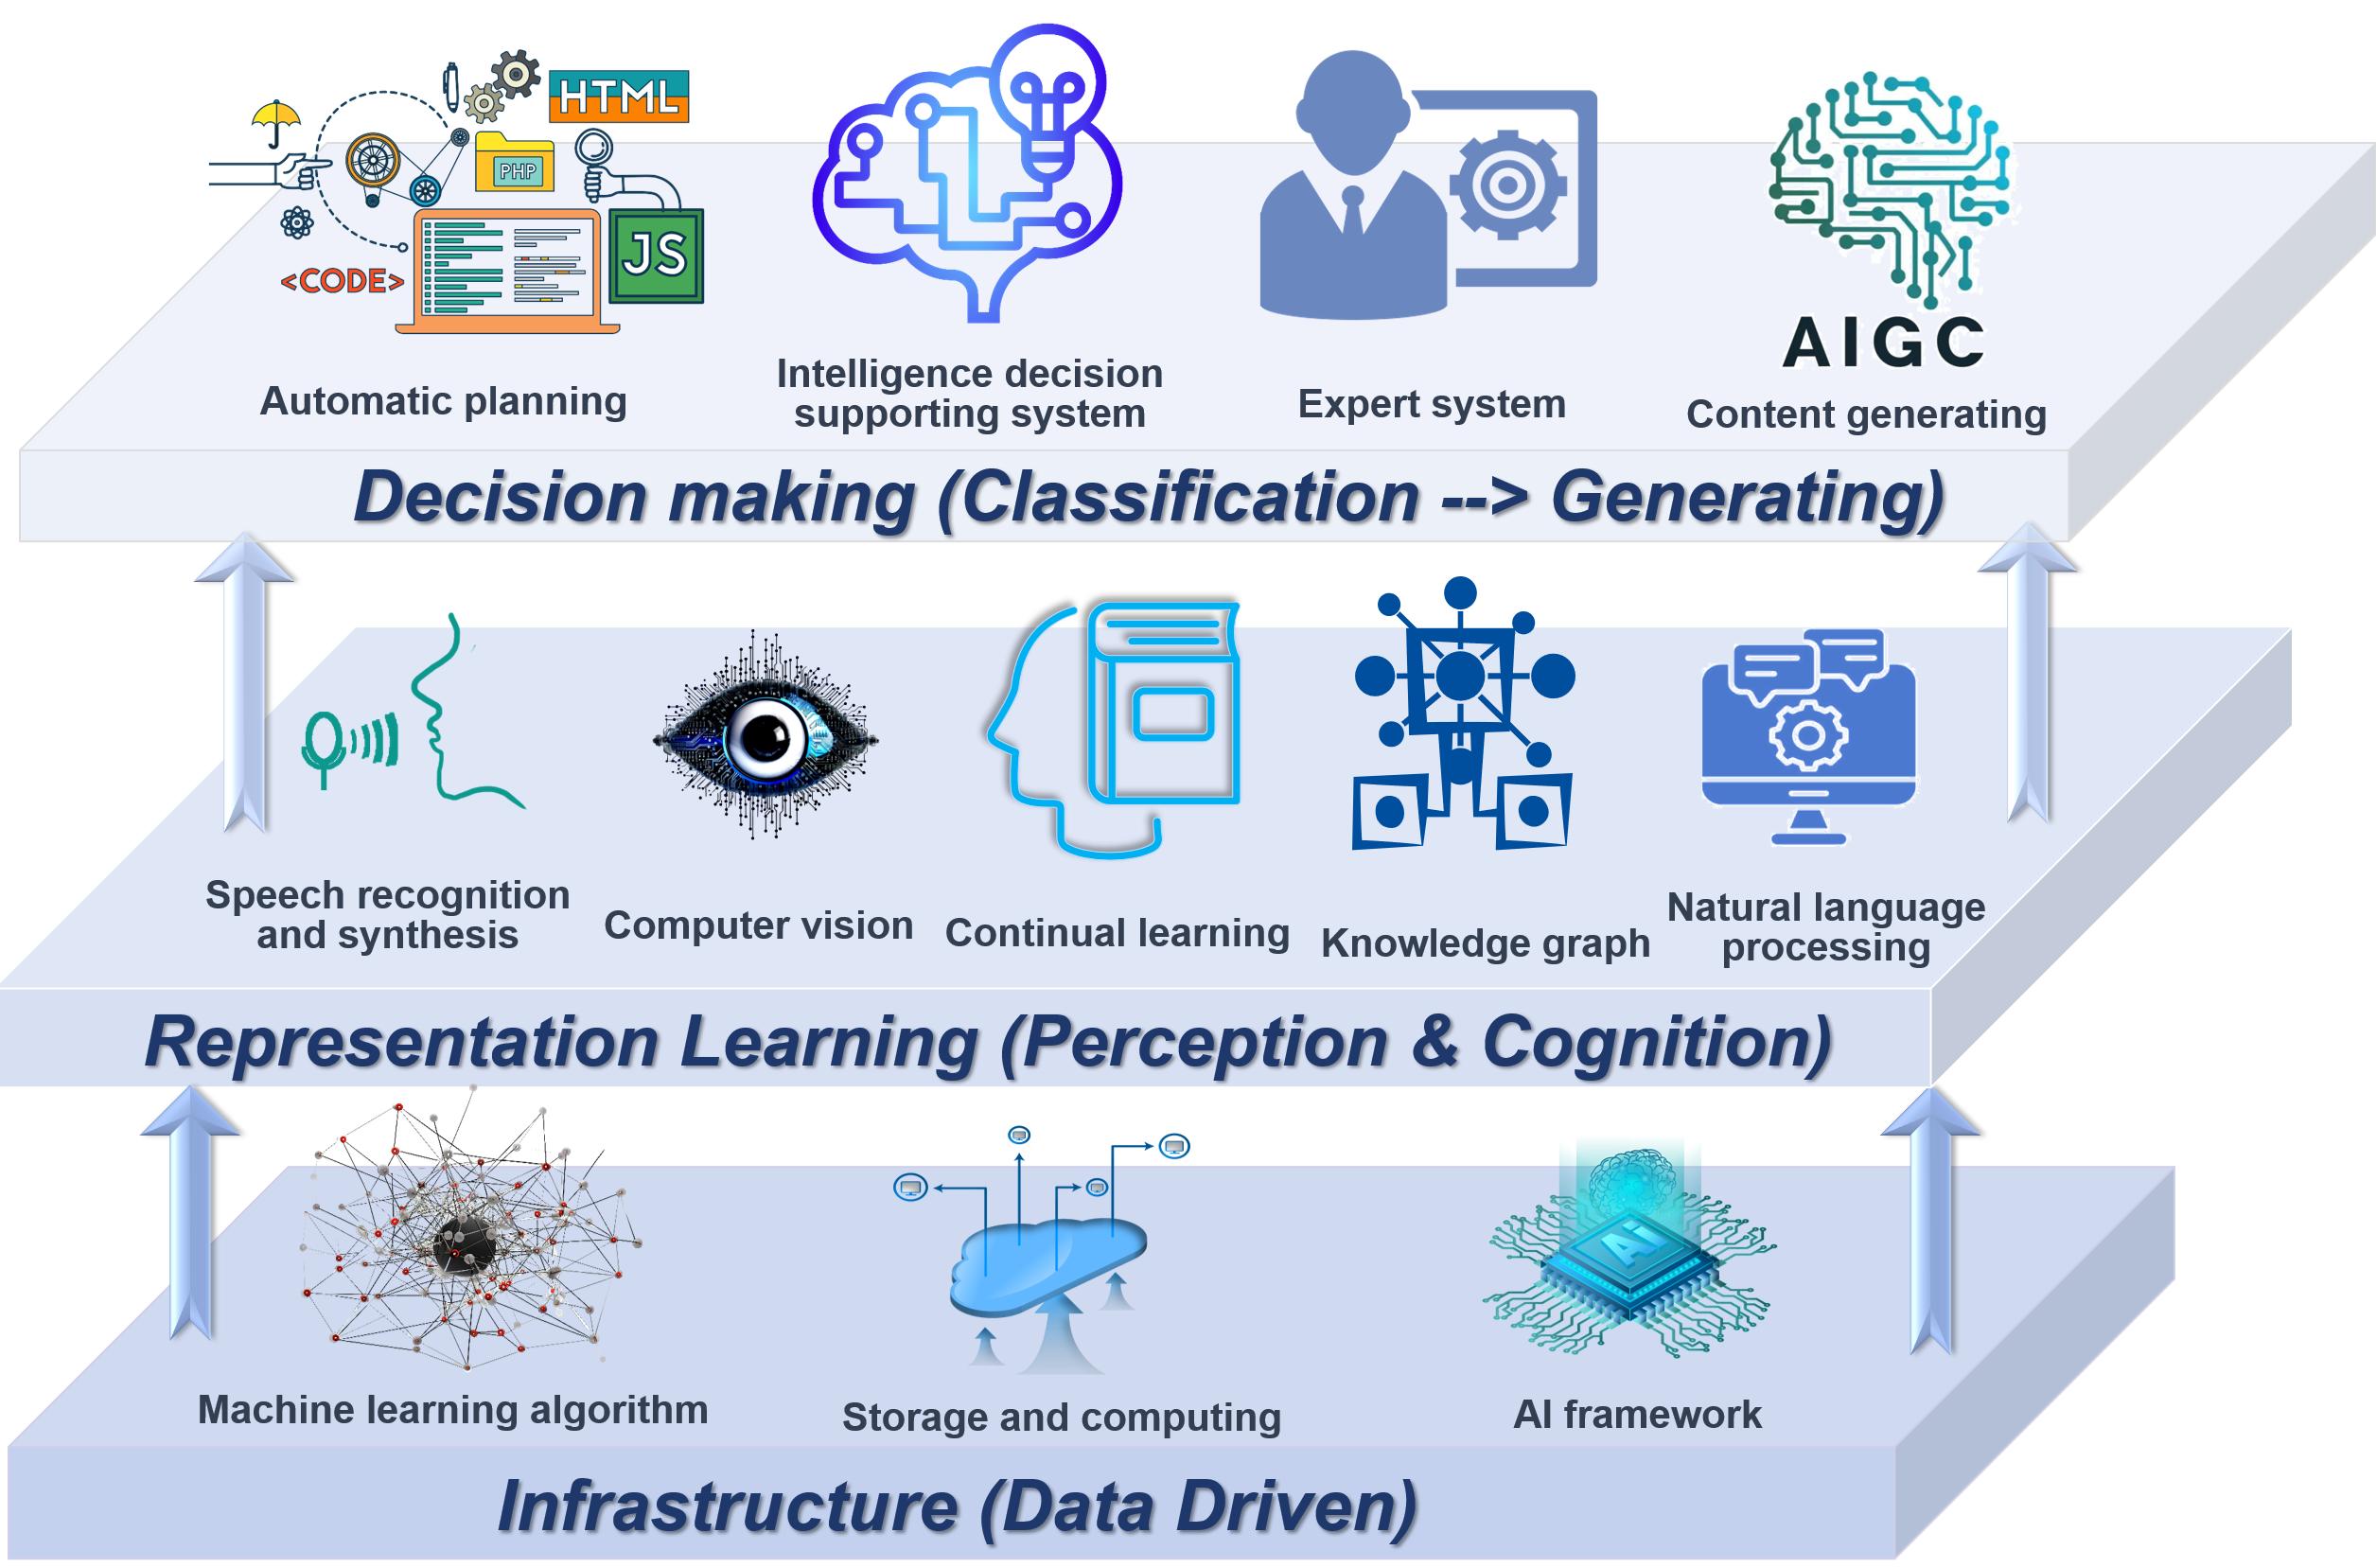 HTML
PHP
JS
<CODE>
AIGC
Automatic planning
Intelligence decision
supporting system
Expert system
Content generating
Decision making (Classification --> Generating)
Speech recognition
and synthesis
Computer vision
Continual learning
Knowledge graph
Natural language
processing
Representation Learning (Perception & Cognition)
AI
Machine learning algorithm
Storage and computing
AI framework
Infrastructure (Data Driven)